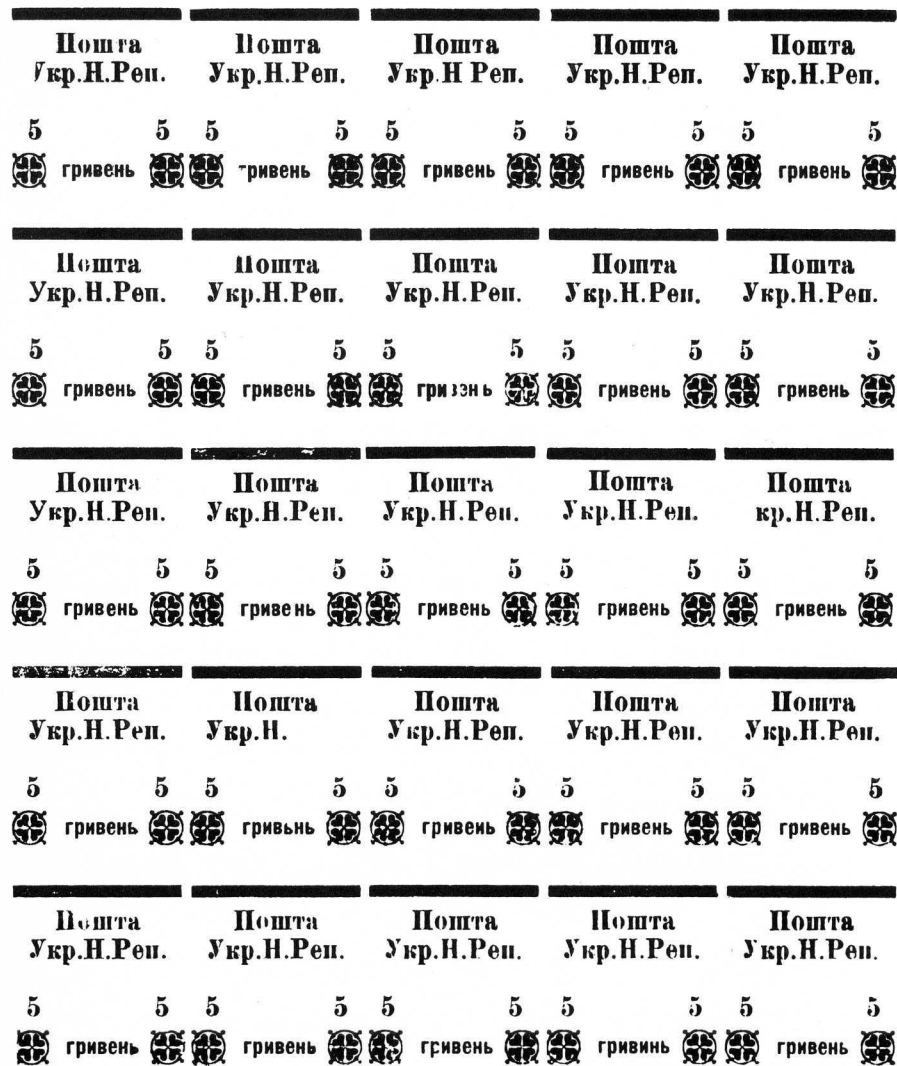 Пошта Пошта Пошта Пошта Пошта
Укр.Н.Реп. Укр.Н.Реп. Укр.Н Реп. Укр.Н.Реп. Укр.Н.Реп.
5 5 5 5 5 5 5 5 5 5
гривень ривень гривень гривень гривень
Пошта Пошта Пошта Пошта Пошта
Укр.Н.Реп. Укр.Н.Реп. Укр.Н.Реп. Укр.Н.Реп. Укр.Н.Реп.
5 5 5 5 5 5 5 5 5 5
гривень гривень гривень гривень гривень
Пошта Пошта Пошта Пошта Пошта
Укр.Н.Реп. Укр.Н.Реп. Укр.Н.Реп. Укр.Н.Реп. кр.Н.Реп.
5 5 5 5 5 5 5 5 5 5
гривень гривень гривень гривень гривень
Пошта Пошта Пошта Пошта Пошта
Укр.Н.Реп. Укр.Н. Укр.Н.Реп. Укр.Н.Реп. Укр.Н.Реп.
5 5 5 5 5 5 5 5 5 5
гривень гривьнь гривень гривень гривень
Пошта Пошта Пошта Пошта Пошта
Укр.Н.Реп. Укр.Н.Реп. Укр.Н.Реп. Укр.Н.Реп. Укр.Н.Реп.
5 5 5 5 5 5 5 5 5 5
гривень гривень гривень гривинь гривень